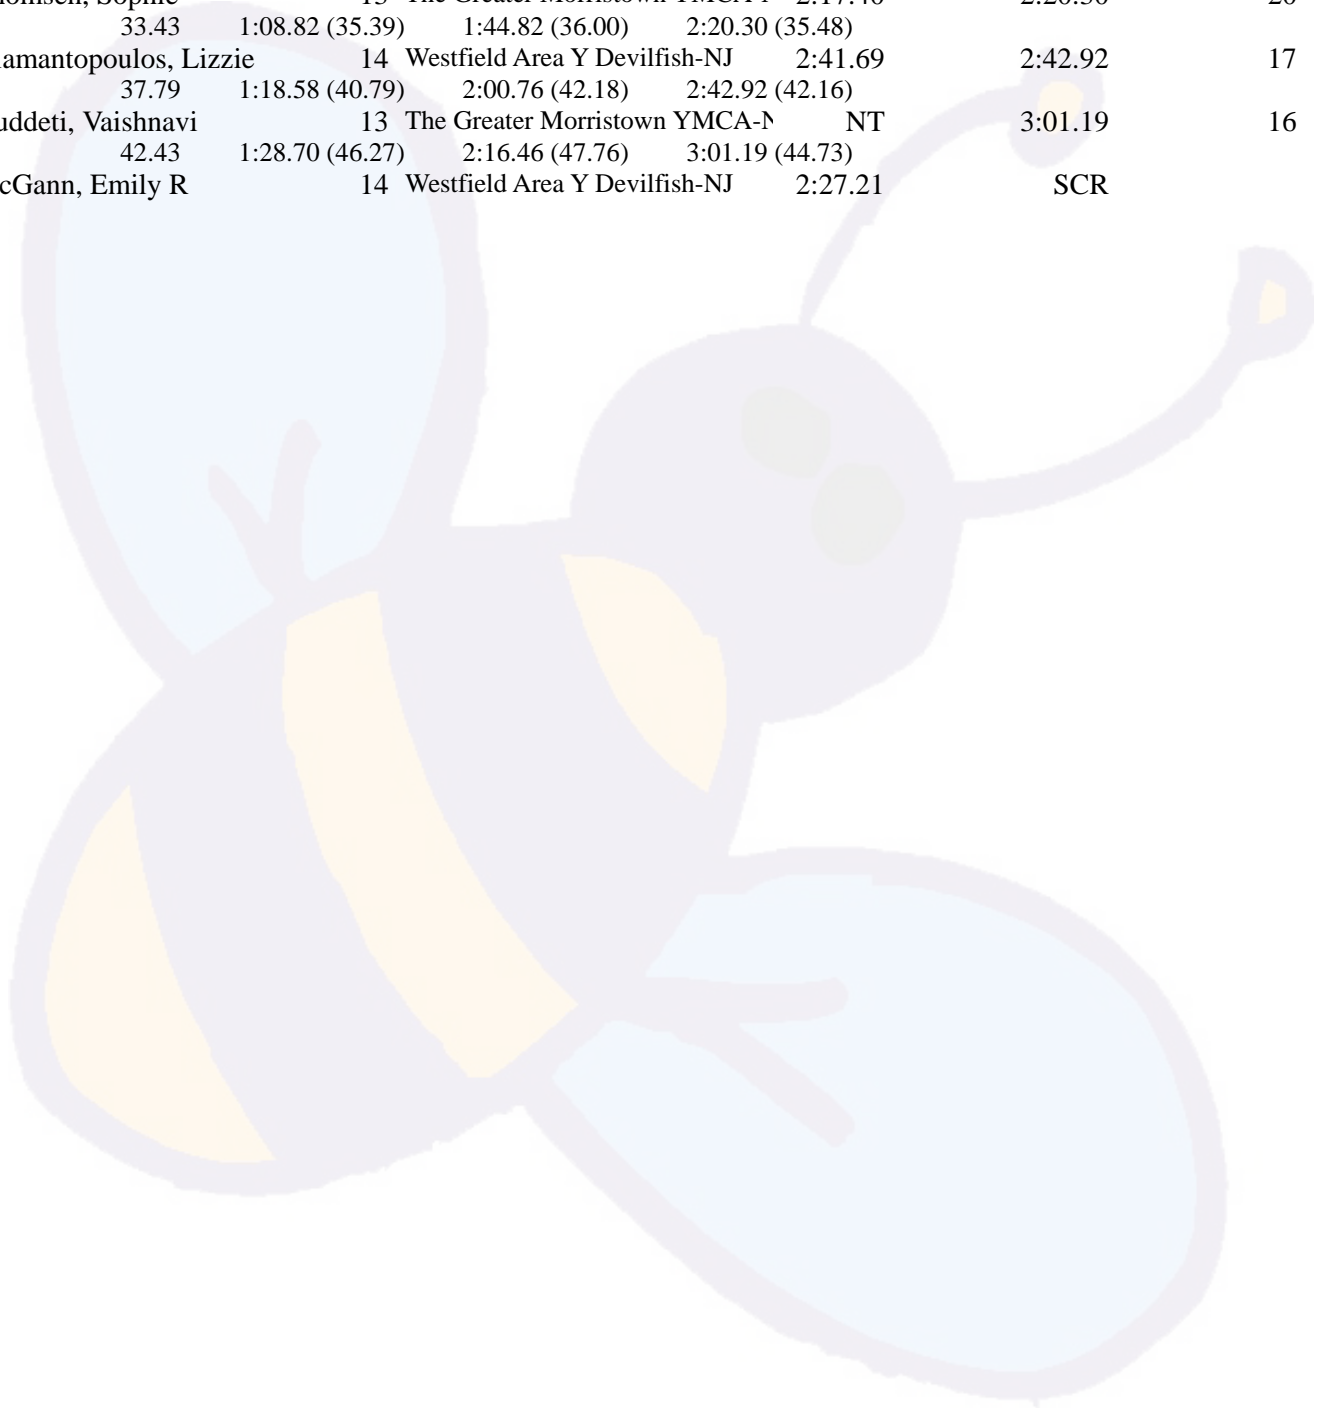 Sophie
33.43 1:08.82 (35.39) 1:44.82 (36.00) 2:20.30 (35.48)
amantopoulos, Lizzie 14 Westfield Area Y Devilfish-NJ 2:41.69 2:42.92 17
37.79 1:18.58 (40.79) 2:00.76 (42.18) 2:42.92 (42.16)
uddeti, Vaishnavi 13 The Greater Morristown YMCA-N NT 3:01.19 16
42.43 1:28.70 (46.27) 2:16.46 (47.76) 3:01.19 (44.73)
cGann, Emily R 14 Westfield Area Y Devilfish-NJ 2:27.21 SCR